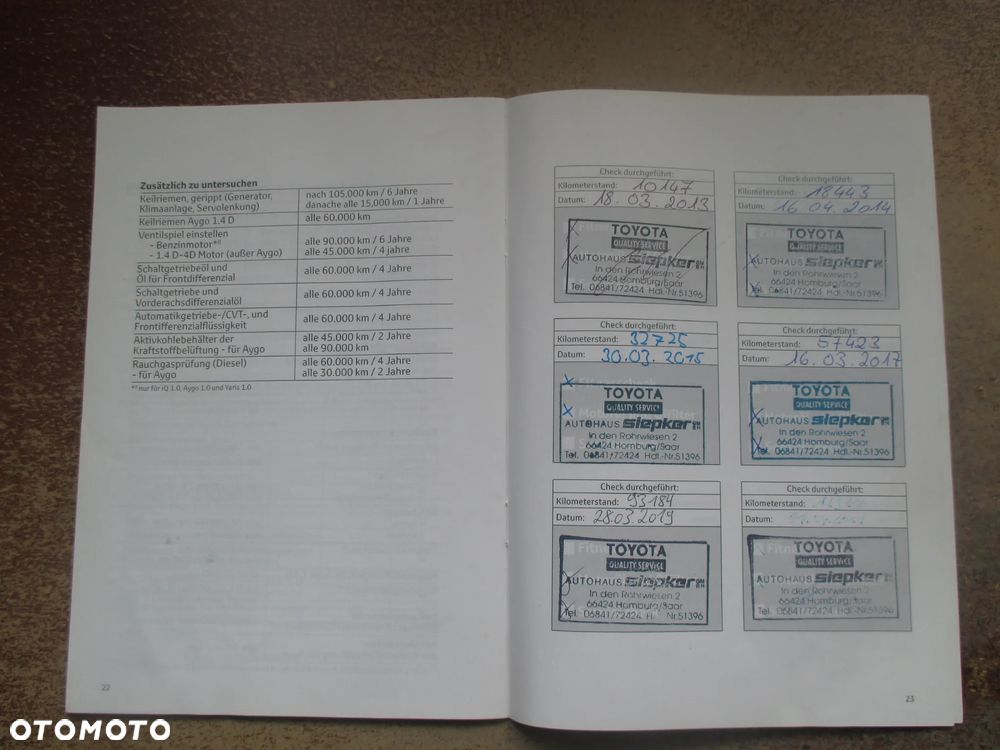 Zusätzlich zu untersuchen
Keilriemen, gerippt (Generator, Klimaanlage, Servolenkung)
nach 105.000 km / 6 Jahre
danache alle 15,000 km / 1 Jahre
Keilriemen Aygo 1.4 D
alle 60.000 km
Ventilspiel einstellen
- Benzinmotor*⁾
alle 90.000 km / 6 Jahre
- 1.4 D-4D Motor (außer Aygo)
alle 45.000 km / 4 jahre
Schaltgetriebeöl und
Öl für Frontdifferenzial
alle 60.000 km / 4 Jahre
Schaltgetriebe und
Vorderachsdifferenzialöl
alle 60.000 km / 4 Jahre
Automatikgetriebe-/CVT-, und
Frontifferenzialflüssigkeit
alle 60.000 km / 4 Jahre
Aktivkohlebehälter der
Kraftstoffbelüftung - für Aygo
alle 45.000 km / 2 Jahre
alle 90.000 km
Rauchgasprüfung (Diesel)
- für Aygo
alle 60.000 km / 4 Jahre
alle 30.000 km / 2 Jahre
*⁾ nur für iQ 1.0, Aygo 1.0 und Yaris 1.0
22
Check durchgeführt:
Kilometerstand: 10147
Datum: 18.03.2013
TOYOTA
QUALITY SERVICE
AUTOHAUS siepker
In den Rohrwiesen 2
66424 Homburg/Saar
Tel. 06841/72424 Hdl.-Nr.51396
Check durchgeführt:
Kilometerstand:
Datum: 16.04.2014
TOYOTA
QUALITY SERVICE
AUTOHAUS siepker
In den Rohrwiesen 2
66424 Homburg/Saar
Tel. 06841/72424 Hdl.-Nr.51396
Check durchgeführt:
Kilometerstand: 32725
Datum: 30.03.2015
TOYOTA
QUALITY SERVICE
AUTOHAUS siepker
In den Rohrwiesen 2
66424 Homburg/Saar
Tel. 06841/72424 Hdl.-Nr.51396
Check durchgeführt:
Kilometerstand: 57423
Datum: 16.03.2017
TOYOTA
QUALITY SERVICE
AUTOHAUS siepker
In den Rohrwiesen 2
66424 Homburg/Saar
Tel. 06841/72424 Hdl.-Nr.51396
Check durchgeführt:
Kilometerstand: 93184
Datum: 28.03.2019
TOYOTA
QUALITY SERVICE
AUTOHAUS siepker
In den Rohrwiesen 2
66424 Homburg/Saar
Tel. 06841/72424 H Nr.51396
Check durchgeführt:
Kilometerstand:
Datum:
TOYOTA
QUALITY SERVICE
AUTOHAUS siepker
In den Rohrwiesen 2
66424 Homburg/Saar
Tel. 06841/72424 Hdl.-Nr.51396
23
OTOMOTO